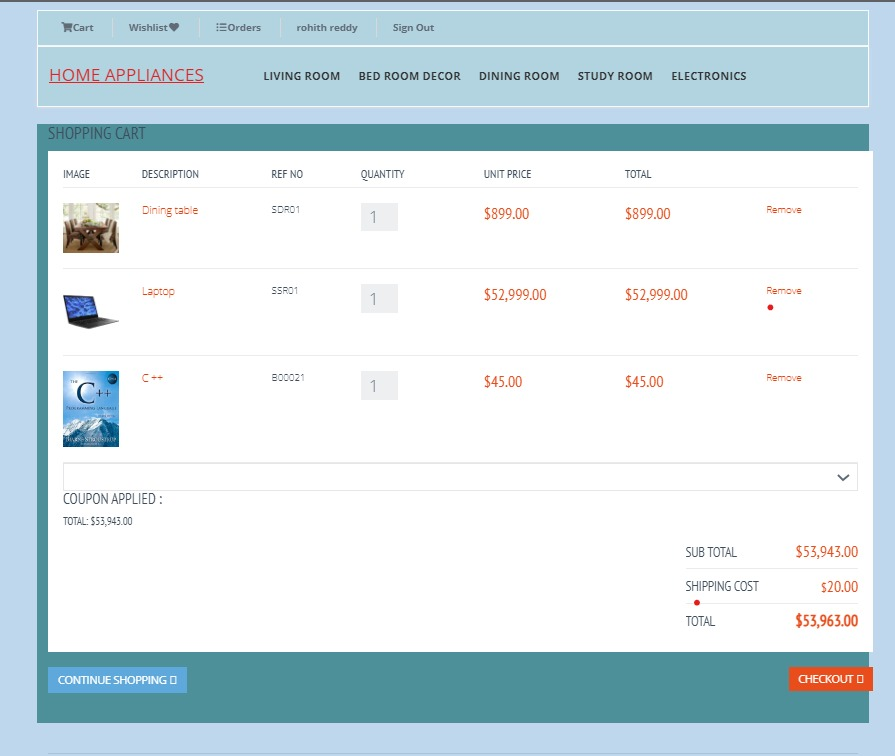 Cart Wishlist Orders rohith reddy Sign Out
HOME APPLIANCES LIVING ROOM BED ROOM DECOR DINING ROOM STUDY ROOM ELECTRONICS
SHOPPING CART
IMAGE DESCRIPTION REF NO QUANTITY UNIT PRICE TOTAL
Dining table SDR01 1 $899.00 $899.00 Remove
Laptop SSR01 1 $52,999.00 $52,999.00 Remove
C ++ B00021 1 $45.00 $45.00 Remove
THE
C++
COUPON APPLIED :
TOTAL: $53,943.00
SUB TOTAL $53,943.00
SHIPPING COST $20.00
TOTAL $53,963.00
CONTINUE SHOPPING CHECKOUT